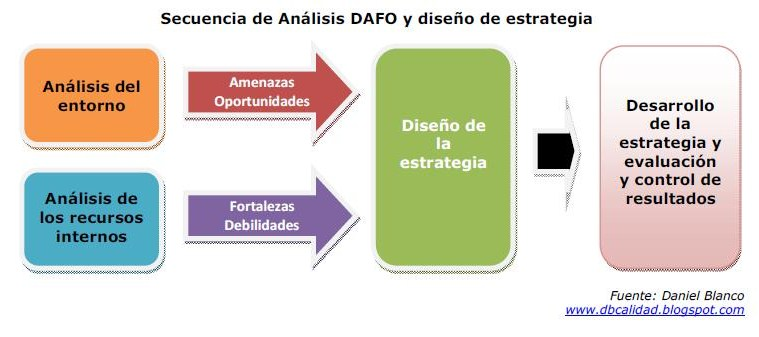 Secuencia de Análisis DAFO y diseño de estrategia
Análisis del
entorno
Amenazas
Oportunidades
Análisis de
los recursos
internos
Fortalezas
Debilidades
Diseño de
la
estrategia
Desarrollo
de la
estrategia y
evaluación
y control de
resultados
Fuente: Daniel Blanco
www.dbcalidad.blogspot.com